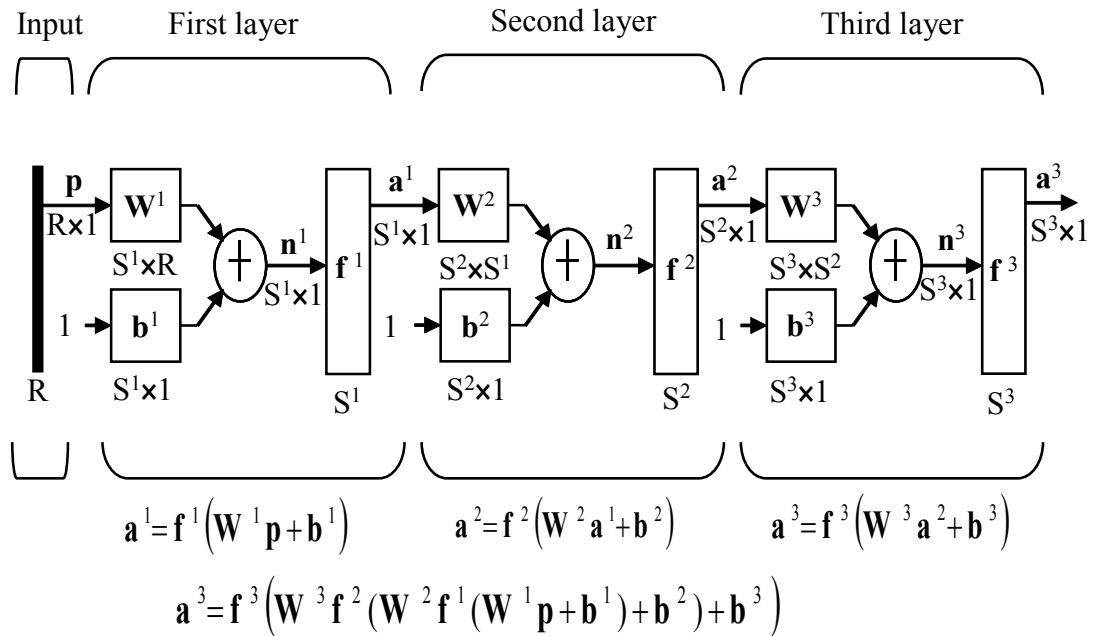 Input First layer Second layer Third layer
p a¹ a² a³
W¹ W² W³
R×1 S¹×1 S²×1 S³×1
n¹ n² n³
S¹×R + S¹×1 f¹ S²×S¹ + f² S³×S² + S³×1 f³
1 b¹ 1 b² 1 b³
R S¹×1 S¹ S²×1 S² S³×1 S³
a¹=f¹(W¹p+b¹) a²=f²(W²a¹+b²) a³=f³(W³a²+b³)
a³=f³(W³f²(W²f¹(W¹p+b¹)+b²)+b³)